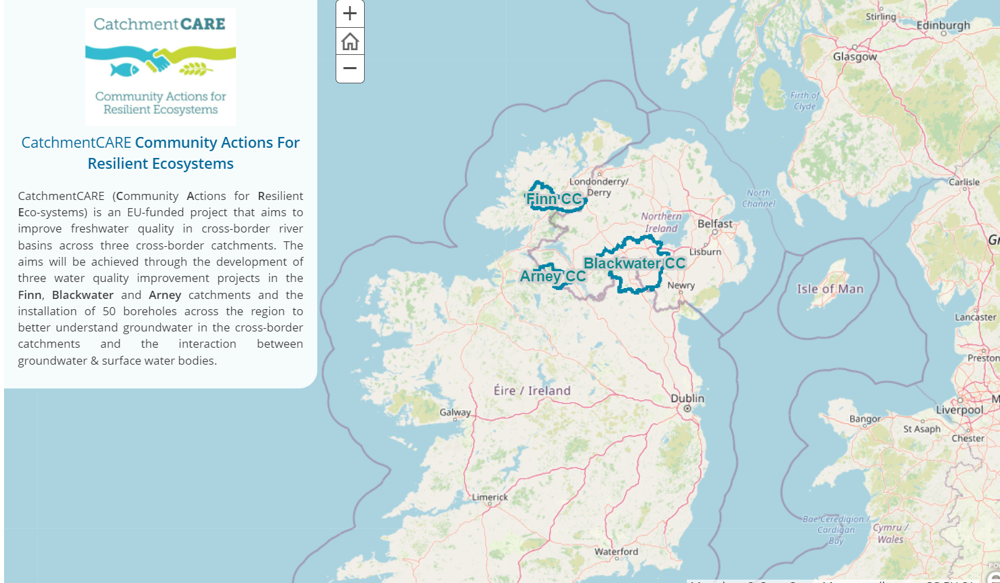 CatchmentCARE
Community Actions for
Resilient Ecosystems
CatchmentCARE Community Actions For
Resilient Ecosystems
CatchmentCARE (Community Actions for Resilient
Eco-systems) is an EU-funded project that aims to
improve freshwater quality in cross-border river
basins across three cross-border catchments. The
aims will be achieved through the development of
three water quality improvement projects in the
Finn, Blackwater and Arney catchments and the
installation of 50 boreholes across the region to
better understand groundwater in the cross-border
catchments and the interaction between
groundwater & surface water bodies.
+
−
Stirling
Edinburgh
Glasgow
Firth of
Clyde
Londonderry/
Derry
Carlisle
Finn CC
North
Channel
Northern
Ireland
Belfast
Lisburn
Blackwater CC
Arney CC
Newry
Isle of Man
Lancaster
Preston
Éire / Ireland
Dublin
Galway
Liverpool
Bangor
St Asaph
Chester
Limerick
Bae Ceredigion /
Cardigan
Bay
Cymru /
Wales
Waterford